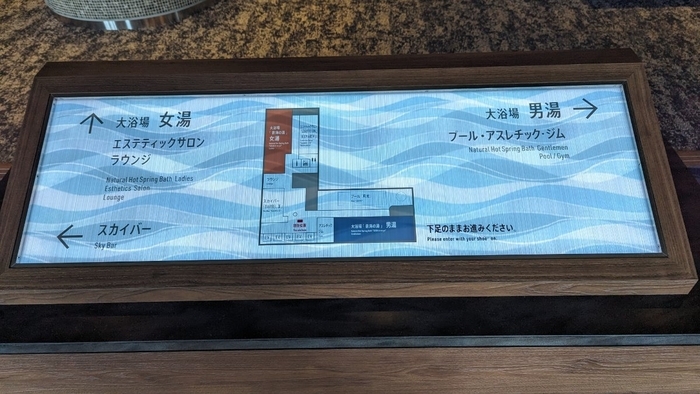 大浴場 女湯
エステティックサロン
ラウンジ
Natural Hot Spring Bath Ladies
Esthetics Salon
Lounge
スカイバー
Sky Bar
大浴場 男湯
プール・アスレチック・ジム
Natural Hot Spring Bath Gentlemen
Pool / Gym
女湯
男湯
下足のままお進みください。
Please enter with your shoes on.